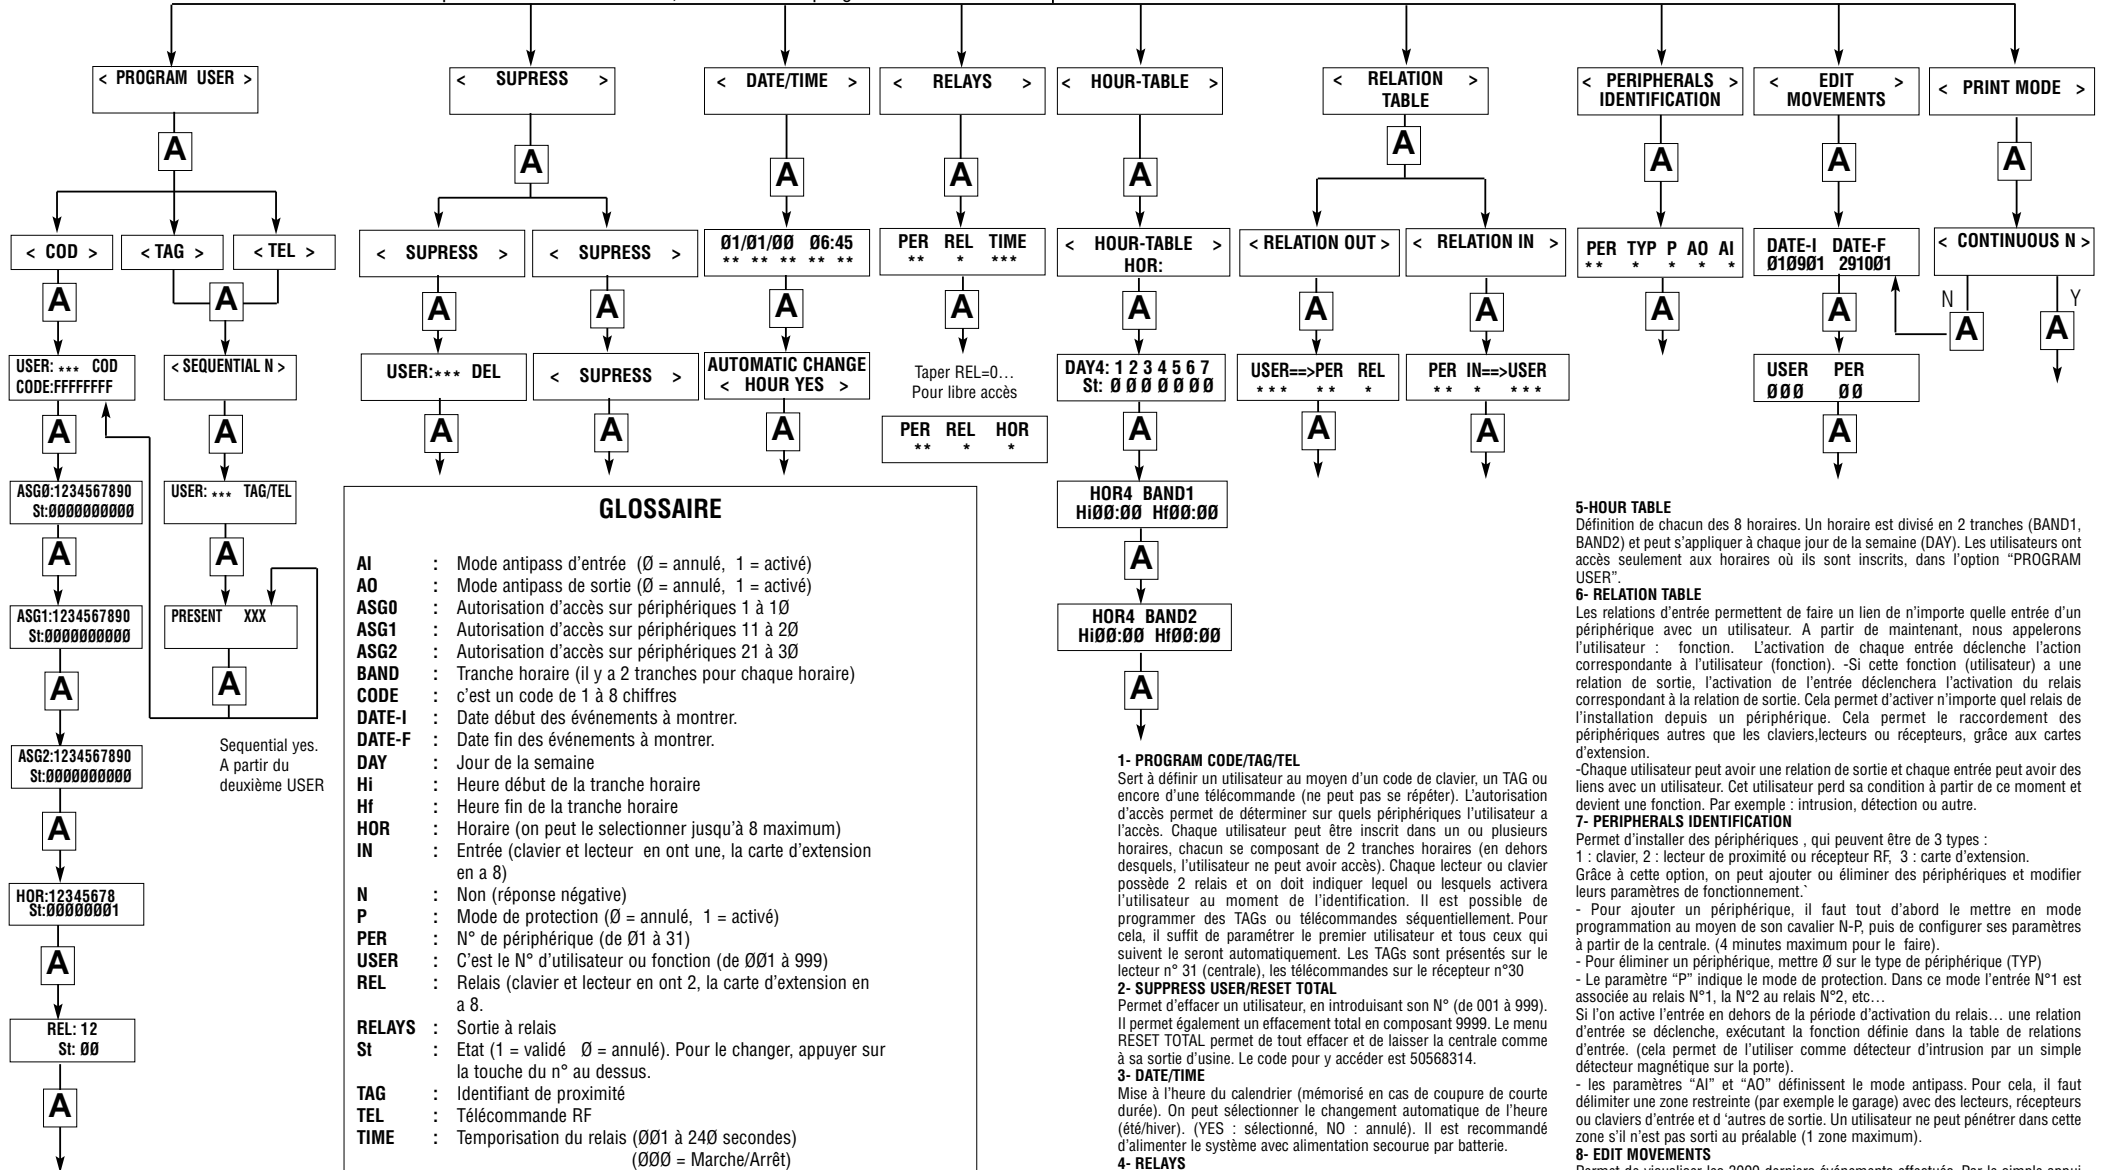 < PROGRAM USER >
< SUPRESS >
< DATE/TIME >
< RELAYS >
< HOUR-TABLE >
< RELATION
TABLE >
< PERIPHERALS >
IDENTIFICATION
< EDIT >
MOVEMENTS
< PRINT MODE >
A
A
A
A
A
A
A
A
A
< COD >
< TAG >
< TEL >
< SUPRESS >
< SUPRESS >
Ø1/Ø1/ØØ Ø6:45
** ** ** ** **
PER REL TIME
** * ***
< HOUR-TABLE >
HOR:
< RELATION OUT >
< RELATION IN >
PER TYP P AO AI
** * * * *
DATE-I DATE-F
Ø1Ø9Ø1 291ØØ1
< CONTINUOUS N >
A
A
A
A
A
A
A
A
A
A
A
N
A
Y
A
USER: *** COD
CODE:FFFFFFFF
< SEQUENTIAL N >
USER:*** DEL
< SUPRESS >
AUTOMATIC CHANGE
< HOUR YES >
Taper REL=0…
Pour libre accès
DAY4: 1 2 3 4 5 6 7
St: Ø Ø Ø Ø Ø Ø Ø
USER==>PER REL
*** ** *
PER IN==>USER
** * ***
USER PER
ØØØ ØØ
A
A
A
A
A
PER REL HOR
** * *
A
A
A
A
ASGØ:1234567890
St:ØØØØØØØØØØ
USER: *** TAG/TEL
HOR4 BAND1
HiØØ:ØØ HfØØ:ØØ
A
A
A
ASG1:1234567890
St:ØØØØØØØØØØ
PRESENT XXX
HOR4 BAND2
HiØØ:ØØ HfØØ:ØØ
A
A
A
ASG2:1234567890
St:ØØØØØØØØØØ
Sequential yes.
A partir du
deuxième USER
A
HOR:12345678
St:ØØØØØØØ1
A
REL: 12
St: ØØ
A
GLOSSAIRE
AI : Mode antipass d'entrée (Ø = annulé, 1 = activé)
AO : Mode antipass de sortie (Ø = annulé, 1 = activé)
ASG0 : Autorisation d'accès sur périphériques 1 à 1Ø
ASG1 : Autorisation d'accès sur périphériques 11 à 2Ø
ASG2 : Autorisation d'accès sur périphériques 21 à 3Ø
BAND : Tranche horaire (il y a 2 tranches pour chaque horaire)
CODE : c'est un code de 1 à 8 chiffres
DATE-I : Date début des événements à montrer.
DATE-F : Date fin des événements à montrer.
DAY : Jour de la semaine
Hi : Heure début de la tranche horaire
Hf : Heure fin de la tranche horaire
HOR : Horaire (on peut le selectionner jusqu'à 8 maximum)
IN : Entrée (clavier et lecteur en ont une, la carte d'extension
en a 8)
N : Non (réponse négative)
P : Mode de protection (Ø = annulé, 1 = activé)
PER : N° de périphérique (de Ø1 à 31)
USER : C'est le N° d'utilisateur ou fonction (de ØØ1 à 999)
REL : Relais (clavier et lecteur en ont 2, la carte d'extension en
a 8.
RELAYS : Sortie à relais
St : Etat (1 = validé Ø = annulé). Pour le changer, appuyer sur
la touche du n° au dessus.
TAG : Identifiant de proximité
TEL : Télécommande RF
TIME : Temporisation du relais (ØØ1 à 24Ø secondes)
(ØØØ = Marche/Arrêt)
1- PROGRAM CODE/TAG/TEL
Sert à définir un utilisateur au moyen d'un code de clavier, un TAG ou
encore d'une télécommande (ne peut pas se répéter). L'autorisation
d'accès permet de déterminer sur quels périphériques l'utilisateur a
l'accès. Chaque utilisateur peut être inscrit dans un ou plusieurs
horaires, chacun se composant de 2 tranches horaires (en dehors
desquels, l'utilisateur ne peut avoir accès). Chaque lecteur ou clavier
possède 2 relais et on doit indiquer lequel ou lesquels activera
l'utilisateur au moment de l'identification. Il est possible de
programmer des TAGs ou télécommandes séquentiellement. Pour
cela, il suffit de paramétrer le premier utilisateur et tous ceux qui
suivent le seront automatiquement. Les TAGs sont présentés sur le
lecteur n° 31 (centrale), les télécommandes sur le récepteur n°30
2- SUPPRESS USER/RESET TOTAL
Permet d'effacer un utilisateur, en introduisant son N° (de 001 à 999).
Il permet également un effacement total en composant 9999. Le menu
RESET TOTAL permet de tout effacer et de laisser la centrale comme
à sa sortie d'usine. Le code pour y accéder est 50568314.
3- DATE/TIME
Mise à l'heure du calendrier (mémorisé en cas de coupure de courte
durée). On peut sélectionner le changement automatique de l'heure
(été/hiver). (YES : sélectionné, NO : annulé). Il est recommandé
d'alimenter le système avec alimentation secourue par batterie.
4- RELAYS
5-HOUR TABLE
Définition de chacun des 8 horaires. Un horaire est divisé en 2 tranches (BAND1,
BAND2) et peut s'appliquer à chaque jour de la semaine (DAY). Les utilisateurs ont
accès seulement aux horaires où ils sont inscrits, dans l'option “PROGRAM
USER”.
6- RELATION TABLE
Les relations d'entrée permettent de faire un lien de n'importe quelle entrée d'un
périphérique avec un utilisateur. A partir de maintenant, nous appelerons
l'utilisateur : fonction. L'activation de chaque entrée déclenche l'action
correspondante à l'utilisateur (fonction). -Si cette fonction (utilisateur) a une
relation de sortie, l'activation de l'entrée déclenchera l'activation du relais
correspondant à la relation de sortie. Cela permet d'activer n'importe quel relais de
l'installation depuis un périphérique. Cela permet le raccordement des
périphériques autres que les claviers,lecteurs ou récepteurs, grâce aux cartes
d'extension.
-Chaque utilisateur peut avoir une relation de sortie et chaque entrée peut avoir des
liens avec un utilisateur. Cet utilisateur perd sa condition à partir de ce moment et
devient une fonction. Par exemple : intrusion, détection ou autre.
7- PERIPHERALS IDENTIFICATION
Permet d'installer des périphériques , qui peuvent être de 3 types :
1 : clavier, 2 : lecteur de proximité ou récepteur RF, 3 : carte d'extension.
Grâce à cette option, on peut ajouter ou éliminer des périphériques et modifier
leurs paramètres de fonctionnement.`
- Pour ajouter un périphérique, il faut tout d'abord le mettre en mode
programmation au moyen de son cavalier N-P, puis de configurer ses paramètres
à partir de la centrale. (4 minutes maximum pour le faire).
- Pour éliminer un périphérique, mettre Ø sur le type de périphérique (TYP)
- Le paramètre “P” indique le mode de protection. Dans ce mode l'entrée N°1 est
associée au relais N°1, la N°2 au relais N°2, etc…
Si l'on active l'entrée en dehors de la période d'activation du relais… une relation
d'entrée se déclenche, exécutant la fonction définie dans la table de relations
d'entrée. (cela permet de l'utiliser comme détecteur d'intrusion par un simple
détecteur magnétique sur la porte).
- les paramètres “AI” et “AO” définissent le mode antipass. Pour cela, il faut
délimiter une zone restreinte (par exemple le garage) avec des lecteurs, récepteurs
ou claviers d'entrée et d 'autres de sortie. Un utilisateur ne peut pénétrer dans cette
zone s'il n'est pas sorti au préalable (1 zone maximum).
8- EDIT MOVEMENTS